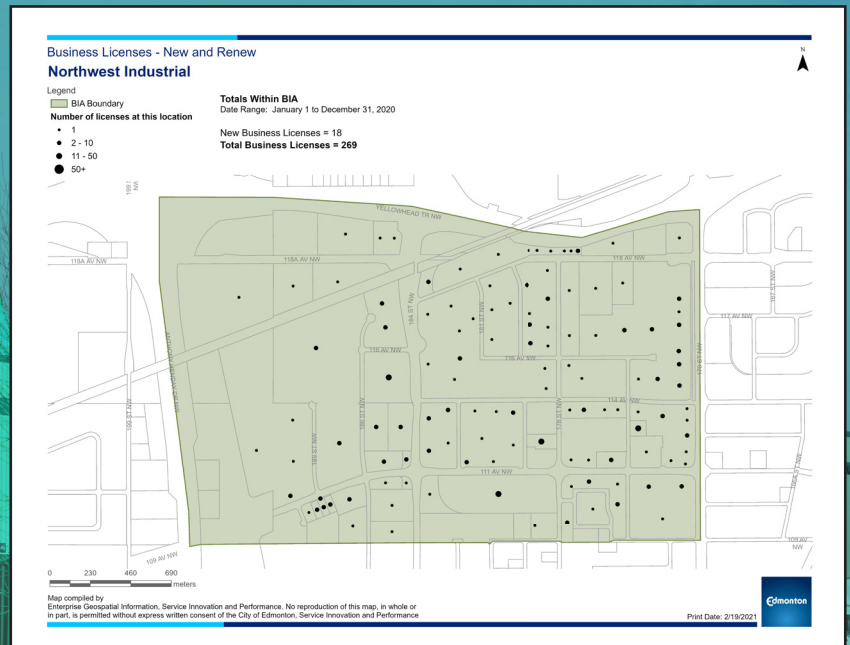 Business Licenses - New and Renew
Northwest Industrial
N
Legend
BIA Boundary
Number of licenses at this location
1
2 - 10
11 - 50
50+
Totals Within BIA
Date Range: January 1 to December 31, 2020
New Business Licenses = 18
Total Business Licenses = 269
YELLOWHEAD TR NW
118A AV NW
118A AV NW
118 AV NW
184 ST NW
181 ST NW
117 AV NW
116 AV NW
116 AV NW
170 ST NW
199 ST NW
186 ST NW
114 AV NW
111 AV NW
109 AV NW
109 AV NW
0 230 460 690
meters
Map compiled by
Enterprise Geospatial Information, Service Innovation and Performance. No reproduction of this map, in whole or
in part, is permitted without express written consent of the City of Edmonton, Service Innovation and Performance
Print Date: 2/19/2021
Edmonton